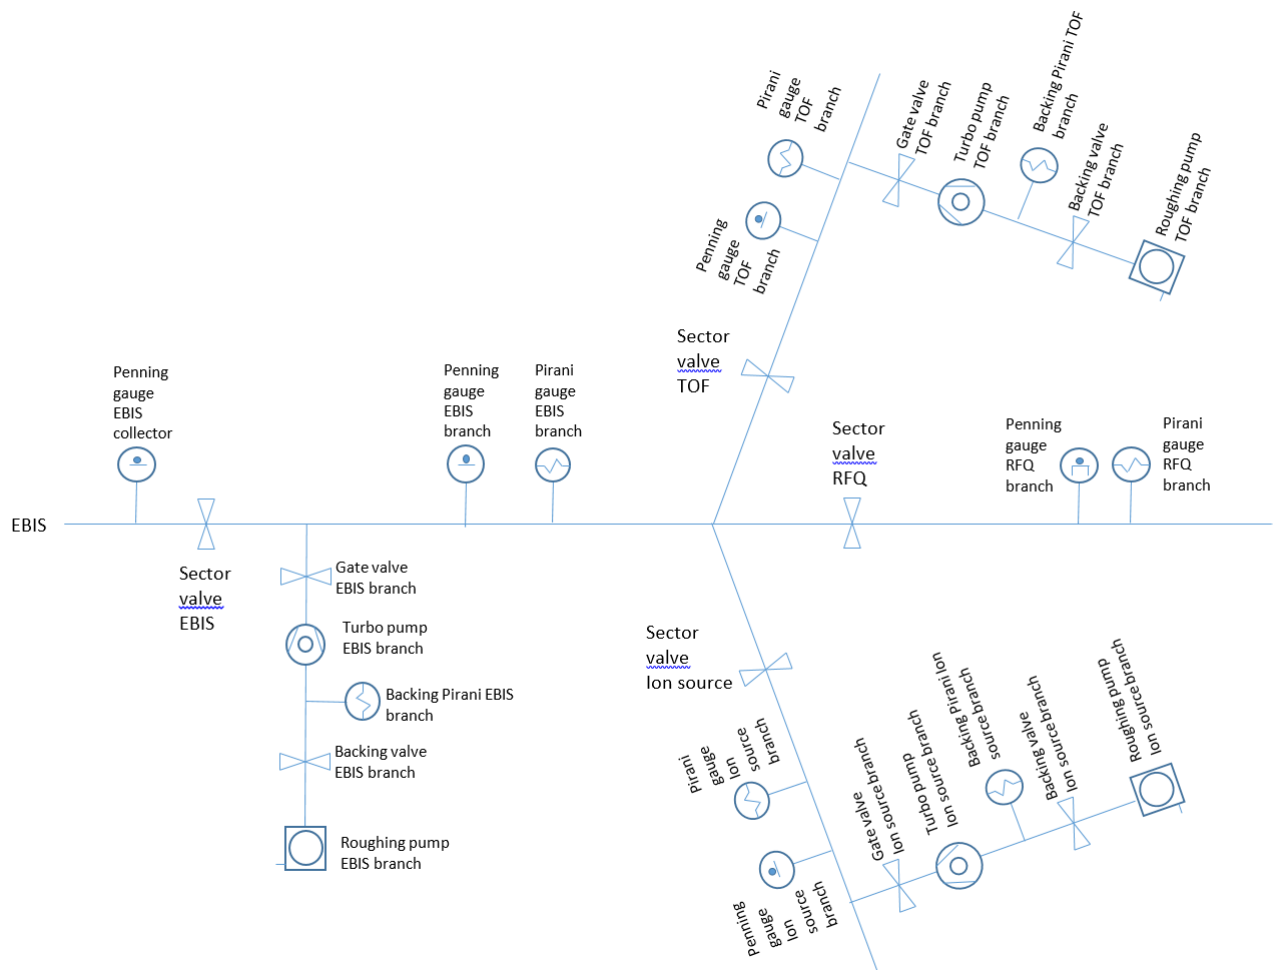 Pirani
gauge
TOF
branch
Gate valve
TOF branch
Turbo pump
TOF branch
Backing Pirani TOF
branch
Backing valve
TOF branch
Roughing pump
TOF branch
Penning
gauge
TOF
branch
Sector
valve
TOF
Penning
gauge
EBIS
collector
Penning
gauge
EBIS
branch
Pirani
gauge
EBIS
branch
Sector
valve
RFQ
Penning
gauge
RFQ
branch
Pirani
gauge
RFQ
branch
EBIS
Sector
valve
EBIS
Gate valve
EBIS branch
Turbo pump
EBIS branch
Backing Pirani EBIS
branch
Backing valve
EBIS branch
Roughing pump
EBIS branch
Sector
valve
Ion source
Pirani
gauge
Ion
source
branch
Penning
gauge
Ion
source
branch
Gate valve
Ion source branch
Turbo pump
Ion source branch
Backing Pirani Ion
source branch
Backing valve
Ion source branch
Roughing pump
Ion source branch